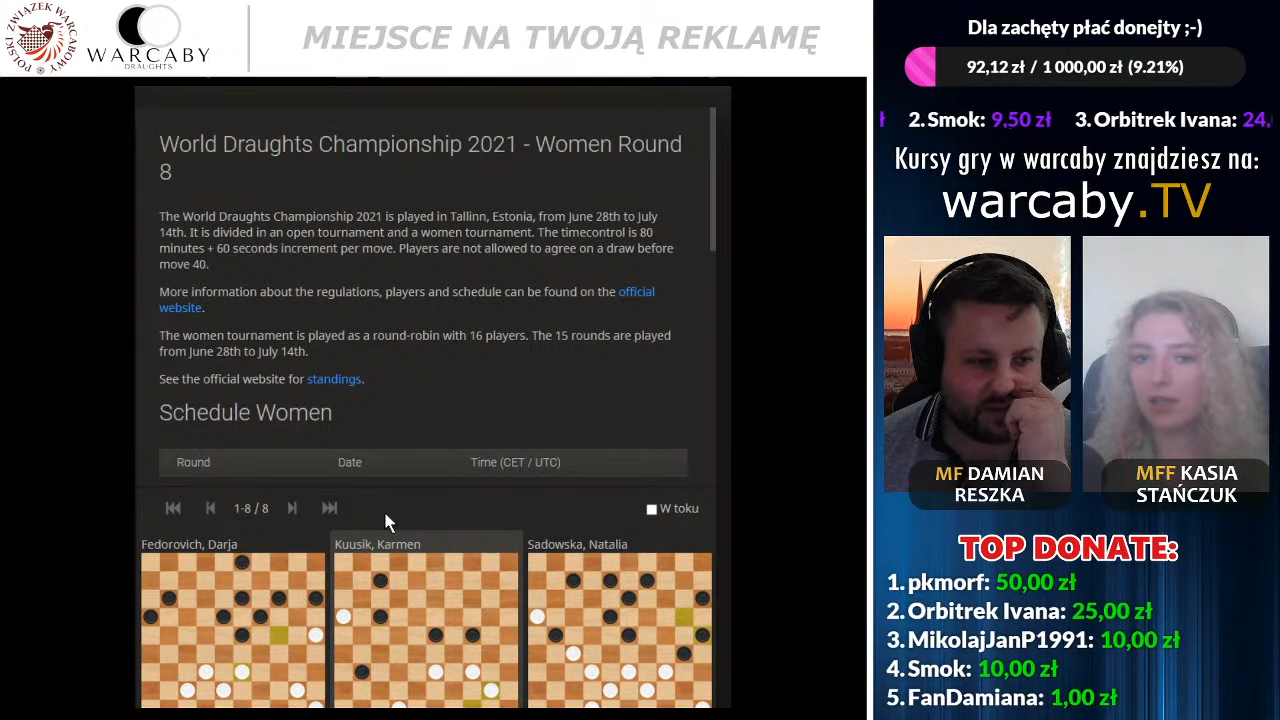 POLSKI ZWIĄZEK WARCABOWY
WARCABY
DRAUGHTS
MIEJSCE NA TWOJĄ REKLAMĘ
World Draughts Championship 2021 - Women Round
8
The World Draughts Championship 2021 is played in Tallinn, Estonia, from June 28th to July
14th. It is divided in an open tournament and a women tournament. The timecontrol is 80
minutes + 60 seconds increment per move. Players are not allowed to agree on a draw before
move 40.
More information about the regulations, players and schedule can be found on the official
website.
The women tournament is played as a round-robin with 16 players. The 15 rounds are played
from June 28th to July 14th.
See the official website for standings.
Schedule Women
Round Date Time (CET / UTC)
1-8 / 8
W toku
Fedorovich, Darja
Kuusik, Karmen
Sadowska, Natalia
Dla zachęty płać donejty ;-)
92,12 zł / 1 000,00 zł (9.21%)
ł 2. Smok: 9,50 zł 3. Orbitrek Ivana: 24,
Kursy gry w warcaby znajdziesz na:
warcaby.TV
MF DAMIAN
RESZKA
MFF KASIA
STAŃCZUK
TOP DONATE:
1. pkmorf: 50,00 zł
2. Orbitrek Ivana: 25,00 zł
3. MikolajJanP1991: 10,00 zł
4. Smok: 10,00 zł
5. FanDamiana: 1,00 zł